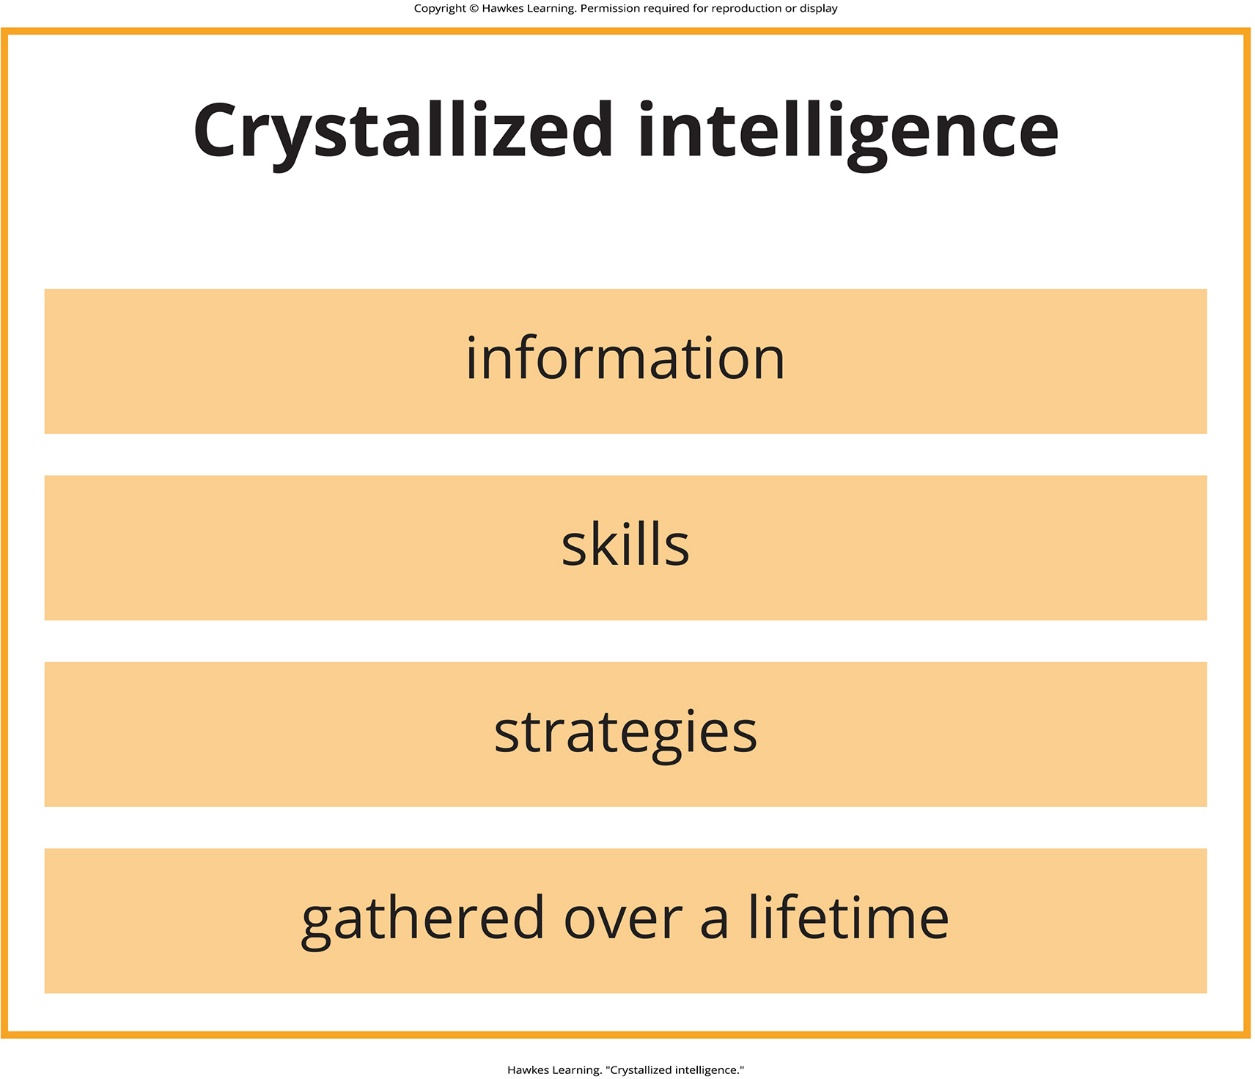 Copyright © Hawkes Learning. Permission required for reproduction or display
Crystallized intelligence
information
skills
strategies
gathered over a lifetime
Hawkes Learning. "Crystallized intelligence."